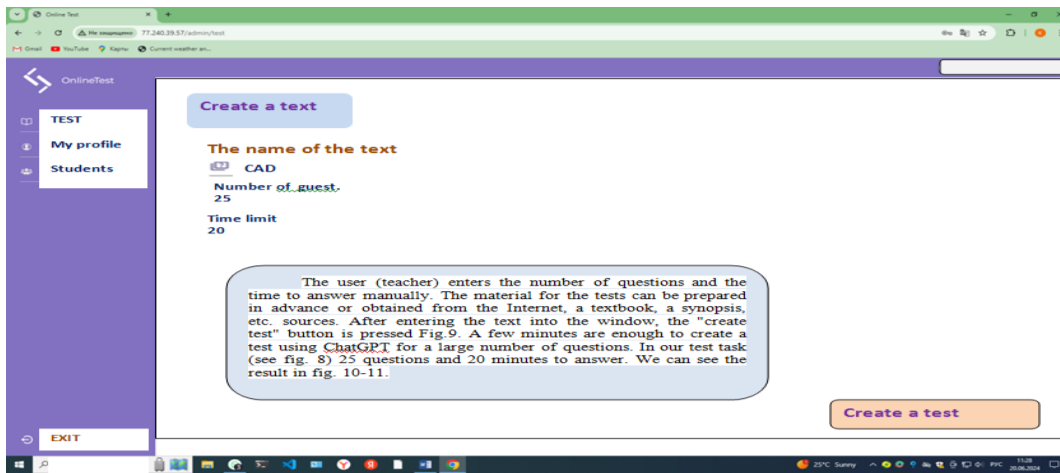 Online Test
Не защищено 77.240.39.57/admin/test
Gmail YouTube Карты Current weather an...
OnlineTest
TEST
My profile
Students
EXIT
Create a text
The name of the text
CAD
Number of guest.
25
Time limit
20
The user (teacher) enters the number of questions and the
time to answer manually. The material for the tests can be prepared
in advance or obtained from the Internet, a textbook, a synopsis,
etc. sources. After entering the text into the window, the "create
test" button is pressed Fig.9. A few minutes are enough to create a
test using ChatGPT for a large number of questions. In our test task
(see fig. 8) 25 questions and 20 minutes to answer. We can see the
result in fig. 10-11.
Create a test
25°C Sunny РУС 11:28
20.06.2024